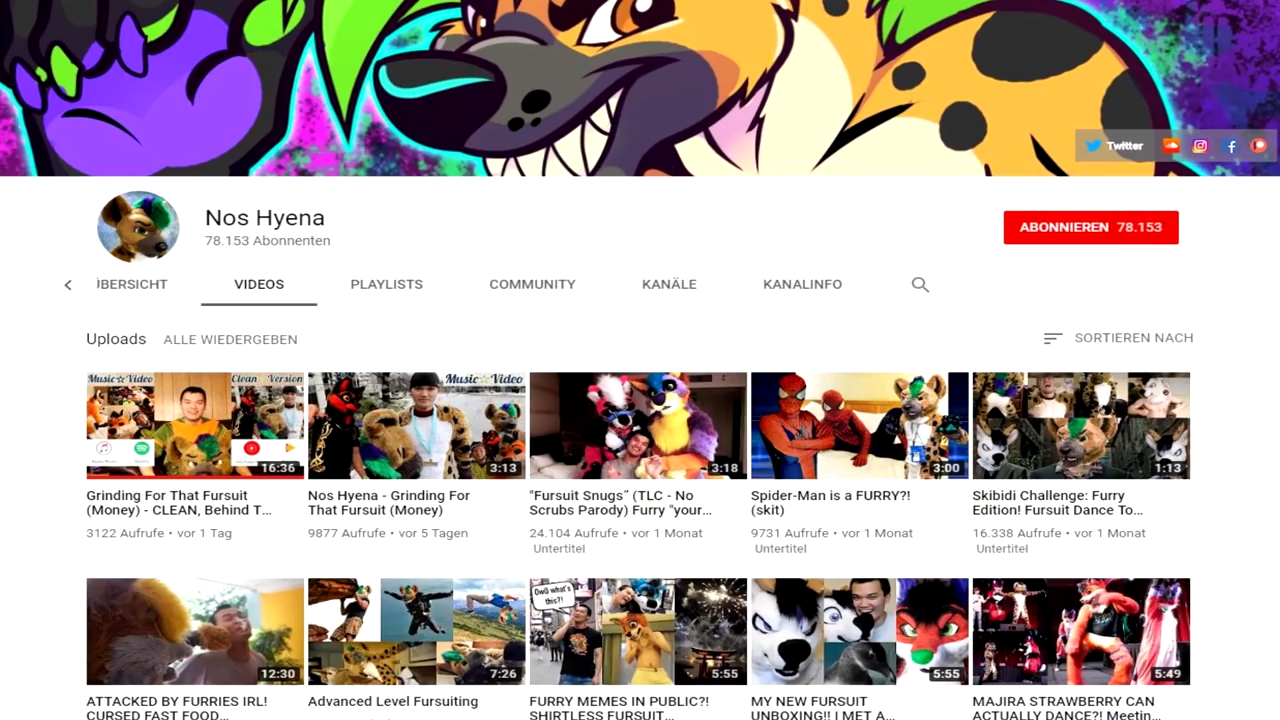 Twitter
Nos Hyena
78.153 Abonnenten
ABONNIEREN 78.153
ÜBERSICHT VIDEOS PLAYLISTS COMMUNITY KANÄLE KANALINFO
Uploads ALLE WIEDERGEBEN SORTIEREN NACH
Music☆Video Clean Version
16:36
Music☆Video
3:13
3:18
3:00
1:13
Grinding For That Fursuit
(Money) - CLEAN, Behind T...
3122 Aufrufe • vor 1 Tag
Nos Hyena - Grinding For
That Fursuit (Money)
9877 Aufrufe • vor 5 Tagen
"Fursuit Snugs” (TLC - No
Scrubs Parody) Furry "your...
24.104 Aufrufe • vor 1 Monat
Untertitel
Spider-Man is a FURRY?!
(skit)
9731 Aufrufe • vor 1 Monat
Untertitel
Skibidi Challenge: Furry
Edition! Fursuit Dance To...
16.338 Aufrufe • vor 1 Monat
Untertitel
12:30
7:26
OwO what's
this?!
5:55
5:55
5:49
ATTACKED BY FURRIES IRL!
CURSED FAST FOOD...
Advanced Level Fursuiting
FURRY MEMES IN PUBLIC?!
SHIRTLESS FURSUIT...
MY NEW FURSUIT
UNBOXING!! I MET A...
MAJIRA STRAWBERRY CAN
ACTUALLY DANCE?! Meetin...